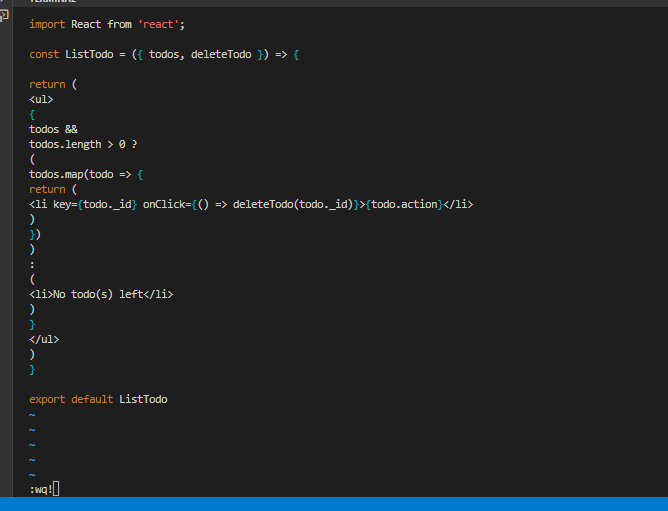 import React from 'react';
const ListTodo = ({ todos, deleteTodo }) => {
return (
<ul>
{
todos &&
todos.length > 0 ?
(
todos.map(todo => {
return (
<li key={todo._id} onClick={() => deleteTodo(todo._id)}>{todo.action}</li>
)
})
)
:
(
<li>No todo(s) left</li>
)
}
</ul>
)
}
export default ListTodo
~
~
~
~
~
:wq!